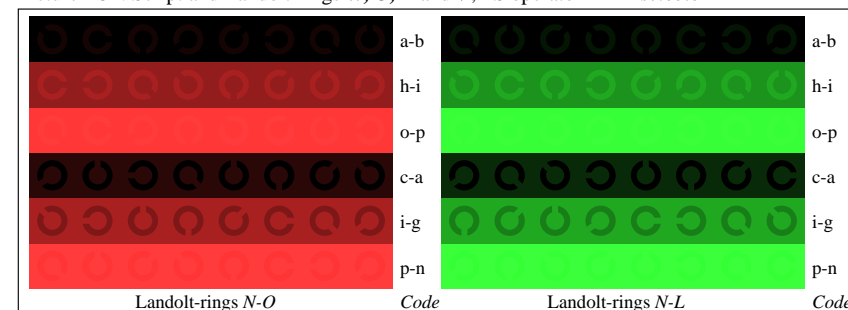 a-b a-b
h-i h-i
o-p o-p
c-a c-a
i-g i-g
p-n p-n
Landolt-rings N-O Code Landolt-rings N-L Code